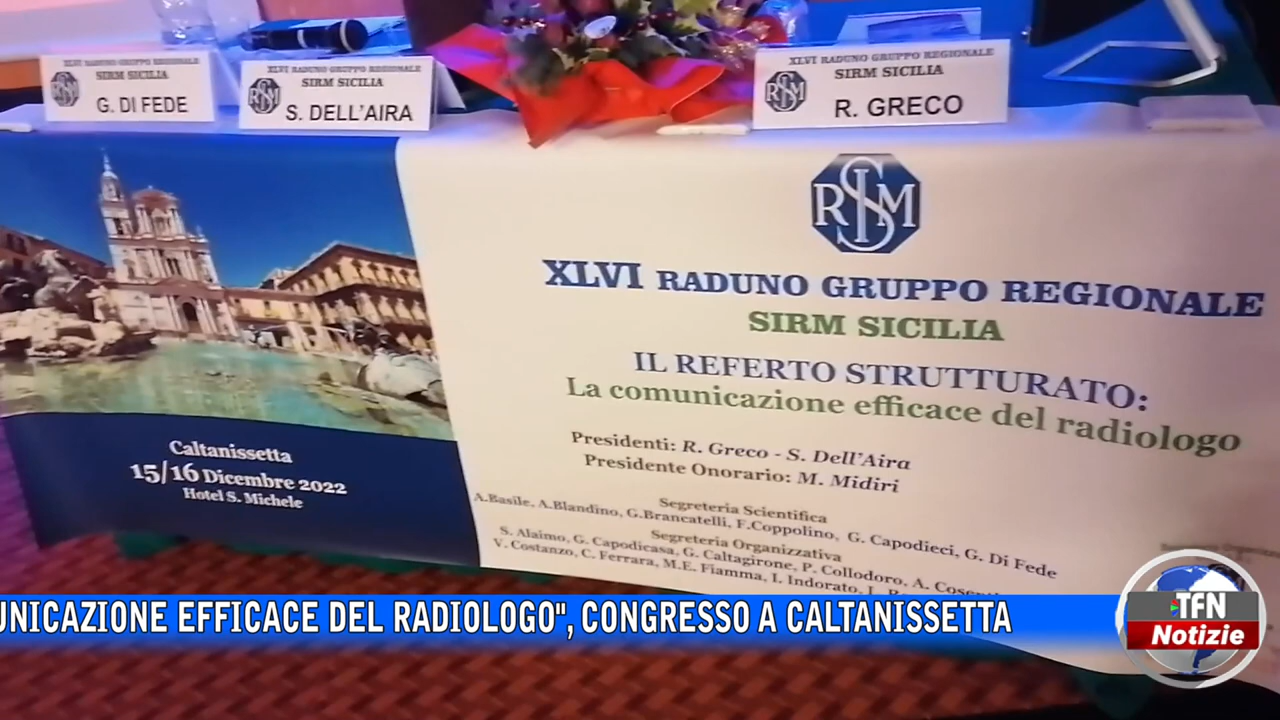 XLVI RADUNO GRUPPO REGIONALE
SIRM SICILIA
G. DI FEDE
XLVI RADUNO GRUPPO REGIONALE
SIRM SICILIA
S. DELL'AIRA
XLVI RADUNO GRUPPO REGIONALE
SIRM SICILIA
R. GRECO
SIRM
XLVI RADUNO GRUPPO REGIONALE
SIRM SICILIA
IL REFERTO STRUTTURATO:
La comunicazione efficace del radiologo
Presidenti: R. Greco - S. Dell'Aira
Presidente Onorario: M. Midiri
Segreteria Scientifica
A.Basile, A.Blandino, G.Brancatelli, F.Coppolino, G. Capodieci, G. Di Fede
Segreteria Organizzativa
S. Alaimo, G. Capodicasa, G. Caltagirone, P. Collodoro, A.
V. Costanzo, C. Ferrara, M.E. Fiamma, I. Indorato,
Caltanissetta
15/16 Dicembre 2022
Hotel S. Michele
UNICAZIONE EFFICACE DEL RADIOLOGO", CONGRESSO A CALTANISSETTA
TFN
Notizie